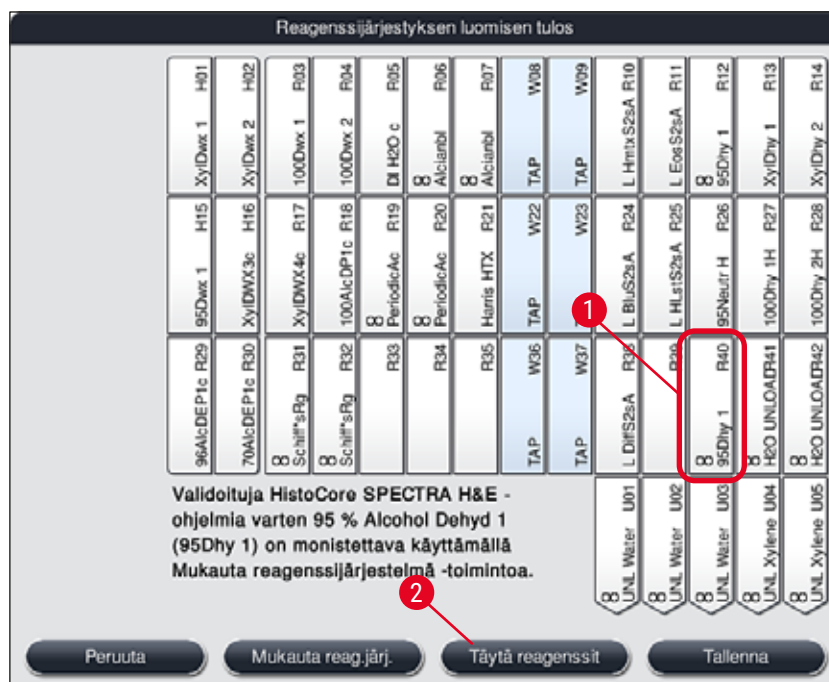 Reagenssijärjestyksen luomisen tulos
XylDwx 1 H01
XylDwx 2 H02
100Dwx 1 R03
100Dwx 2 R04
DI H2O c R05
∞ Alcianbl R06
∞ Alcianbl R07
TAP W08
TAP W09
L HmtxS2sA R10
L EosS2sA R11
∞ 95Dhy 1 R12
XylDhy 1 R13
XylDhy 2 R14
95Dwx 1 H15
XylDWX3c H16
XylDWX4c R17
100AlcDP1c R18
∞ PeriodicAc R19
∞ PeriodicAc R20
Harris HTX R21
TAP W22
W23
L BluS2sA R24
L HLstS2sA R25
95Neutr H R26
100Dhy 1H R27
100Dhy 2H R28
1
96AlcDEP1c R29
70AlcDEP1c R30
∞ Schiff"sRg R31
∞ Schiff"sRg R32
R33
R34
R35
TAP W36
TAP W37
L DiffS2sA R38
R39
∞ 95Dhy 1 R40
∞ H2O UNLOAD R41
∞ H2O UNLOAD R42
Validoituja HistoCore SPECTRA H&E -
ohjelmia varten 95 % Alcohol Dehyd 1
(95Dhy 1) on monistettava käyttämällä
Mukauta reagenssijärjestelmä -toimintoa.
∞ UNL Water U01
∞ UNL Water U02
∞ UNL Water U03
∞ UNL Xylene U04
∞ UNL Xylene U05
2
Peruuta
Mukauta reag.järj.
Täytä reagenssit
Tallenna